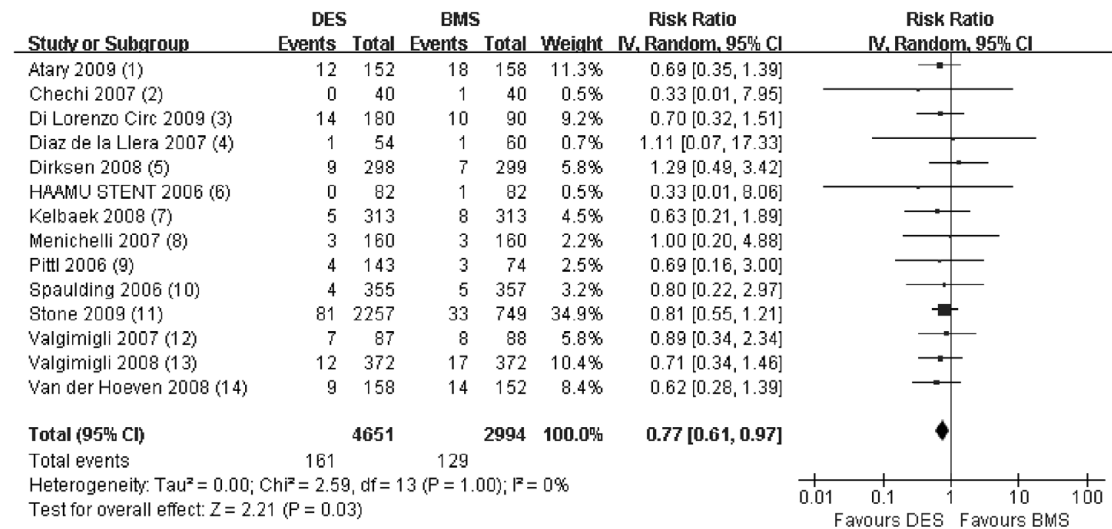 DES BMS Risk Ratio Risk Ratio
Study or Subgroup Events Total Events Total Weight IV, Random, 95% CI IV, Random, 95% CI
Atary 2009 (1) 12 152 18 158 11.3% 0.69 [0.35, 1.39]
Chechi 2007 (2) 0 40 1 40 0.5% 0.33 [0.01, 7.95]
Di Lorenzo Circ 2009 (3) 14 180 10 90 9.2% 0.70 [0.32, 1.51]
Diaz de la Llera 2007 (4) 1 54 1 60 0.7% 1.11 [0.07, 17.33]
Dirksen 2008 (5) 9 298 7 299 5.8% 1.29 [0.49, 3.42]
HAAMU STENT 2006 (6) 0 82 1 82 0.5% 0.33 [0.01, 8.06]
Kelbaek 2008 (7) 5 313 8 313 4.5% 0.63 [0.21, 1.89]
Menichelli 2007 (8) 3 160 3 160 2.2% 1.00 [0.20, 4.88]
Pittl 2006 (9) 4 143 3 74 2.5% 0.69 [0.16, 3.00]
Spaulding 2006 (10) 4 355 5 357 3.2% 0.80 [0.22, 2.97]
Stone 2009 (11) 81 2257 33 749 34.9% 0.81 [0.55, 1.21]
Valgimigli 2007 (12) 7 87 8 88 5.8% 0.89 [0.34, 2.34]
Valgimigli 2008 (13) 12 372 17 372 10.4% 0.71 [0.34, 1.46]
Van der Hoeven 2008 (14) 9 158 14 152 8.4% 0.62 [0.28, 1.39]
Total (95% CI) 4651 2994 100.0% 0.77 [0.61, 0.97]
Total events 161 129
Heterogeneity: Tau² = 0.00; Chi² = 2.59, df = 13 (P = 1.00); I² = 0%
Test for overall effect: Z = 2.21 (P = 0.03)
0.01 0.1 1 10 100
Favours DES Favours BMS